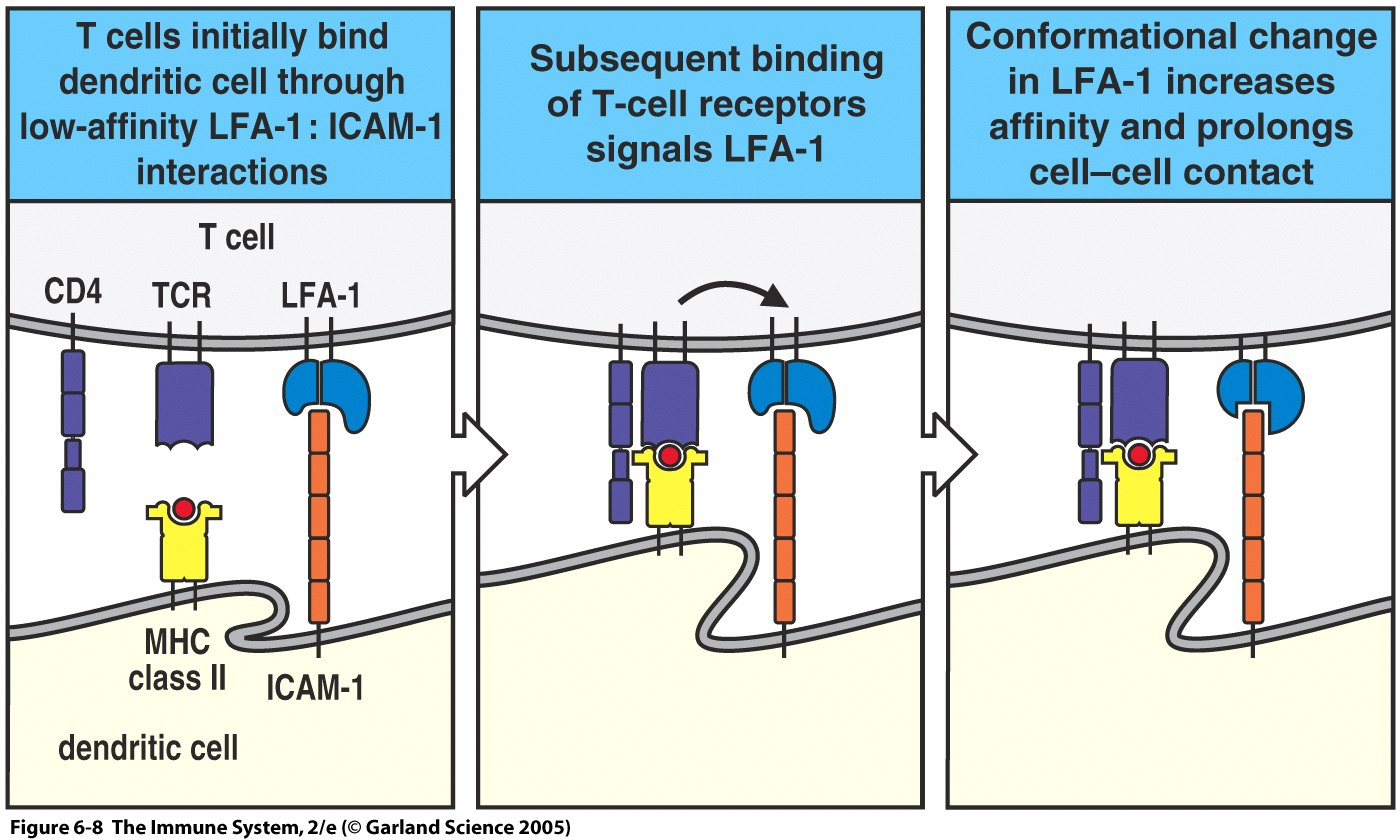 T cells initially bind
dendritic cell through
low-affinity LFA-1 : ICAM-1
interactions
Subsequent binding
of T-cell receptors
signals LFA-1
Conformational change
in LFA-1 increases
affinity and prolongs
cell–cell contact
T cell
CD4
TCR
LFA-1
MHC
class II
ICAM-1
dendritic cell
Figure 6-8 The Immune System, 2/e (© Garland Science 2005)